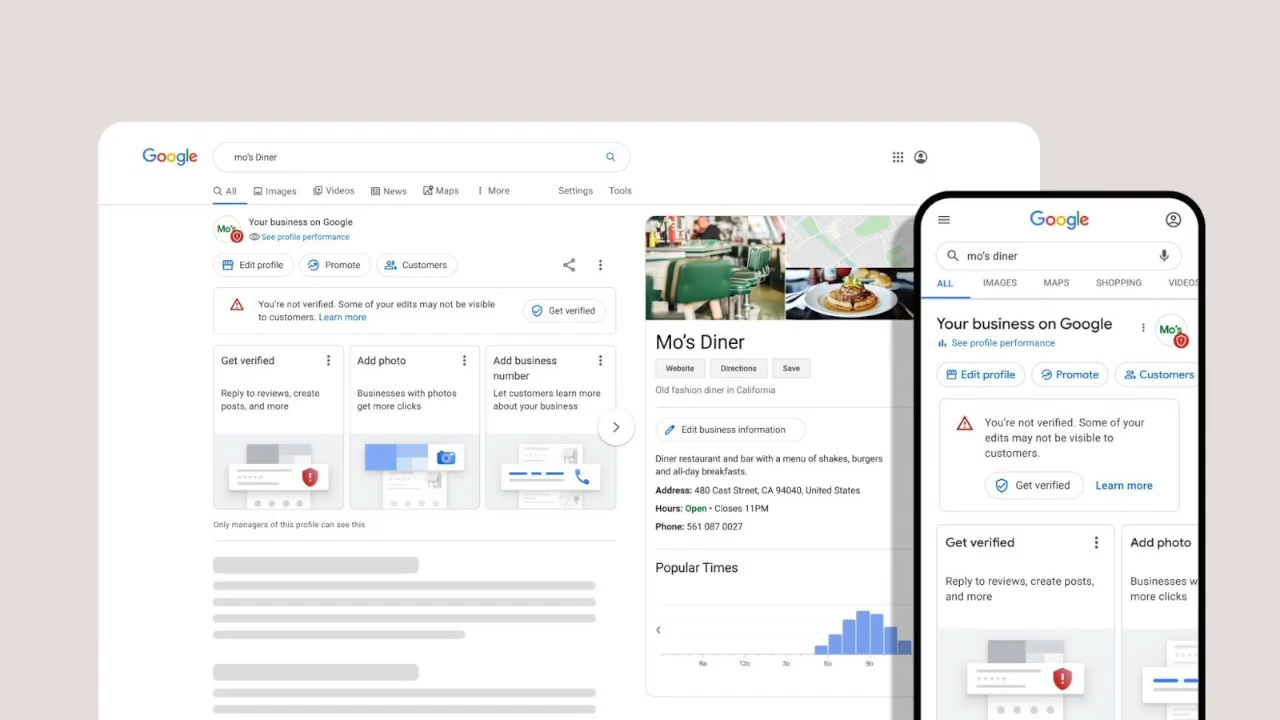 Google
mo's Diner
All Images Videos News Maps More Settings Tools
Mo's
Your business on Google
See profile performance
Edit profile Promote Customers
You're not verified. Some of your edits may not be visible
to customers. Learn more
Get verified
Get verified
Reply to reviews, create
posts, and more
Add photo
Businesses with photos
get more clicks
Add business
number
Let customers learn more
about your business
Only managers of this profile can see this
Mo's Diner
Website Directions Save
Old fashion diner in California
Edit business information
Diner restaurant and bar with a menu of shakes, burgers
and all-day breakfasts.
Address: 480 Cast Street, CA 94040, United States
Hours: Open • Closes 11PM
Phone: 561 087 0027
Popular Times
9a 12p 3p 6p 9p
Google
mo's diner
ALL IMAGES MAPS SHOPPING VIDEOS
Your business on Google
Mo's
See profile performance
Edit profile Promote Customers
You're not verified. Some of your
edits may not be visible to
customers.
Get verified Learn more
Get verified
Reply to reviews, create posts,
and more
Add photo
Businesses w
more clicks